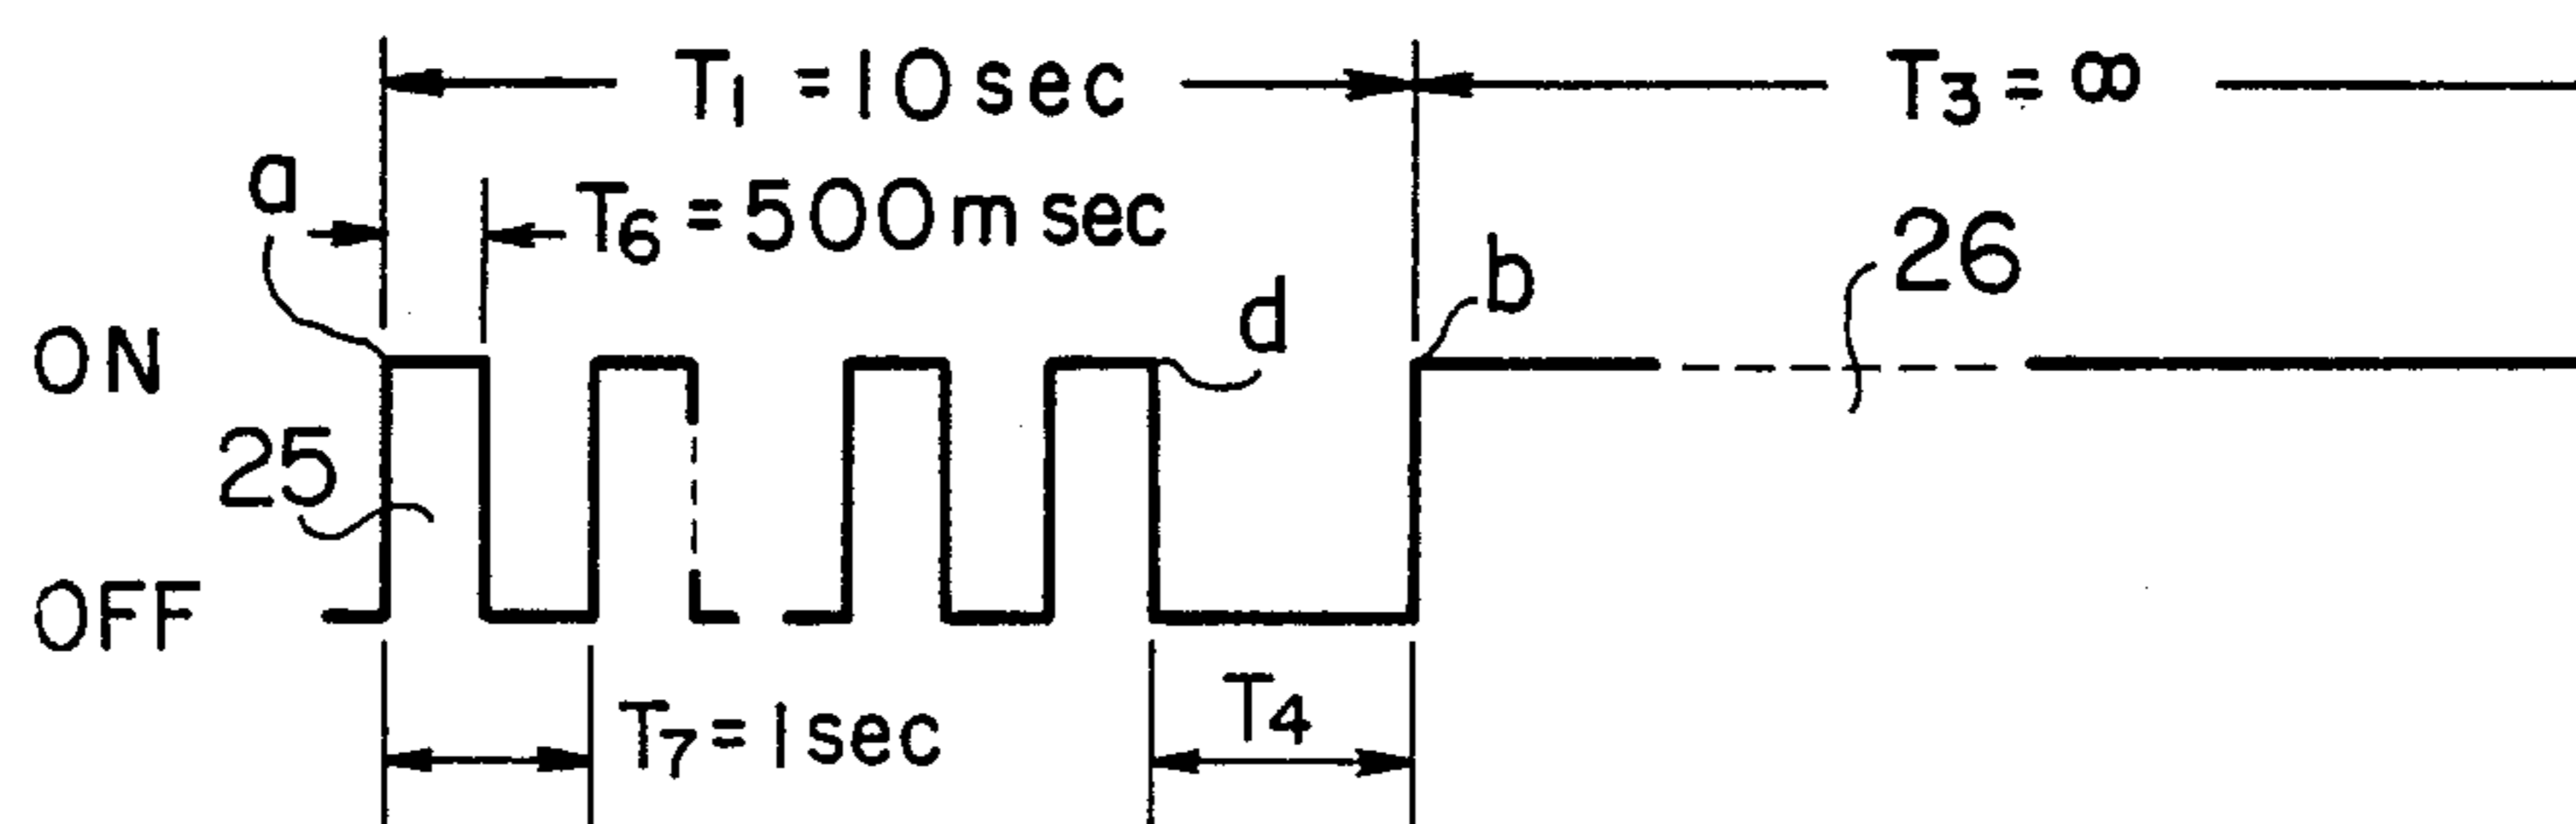 T₁ = 10 sec
T₃ = ∞
a
T₆ = 500 m sec
26
b
d
ON
25
OFF
T₇ = 1 sec
T₄